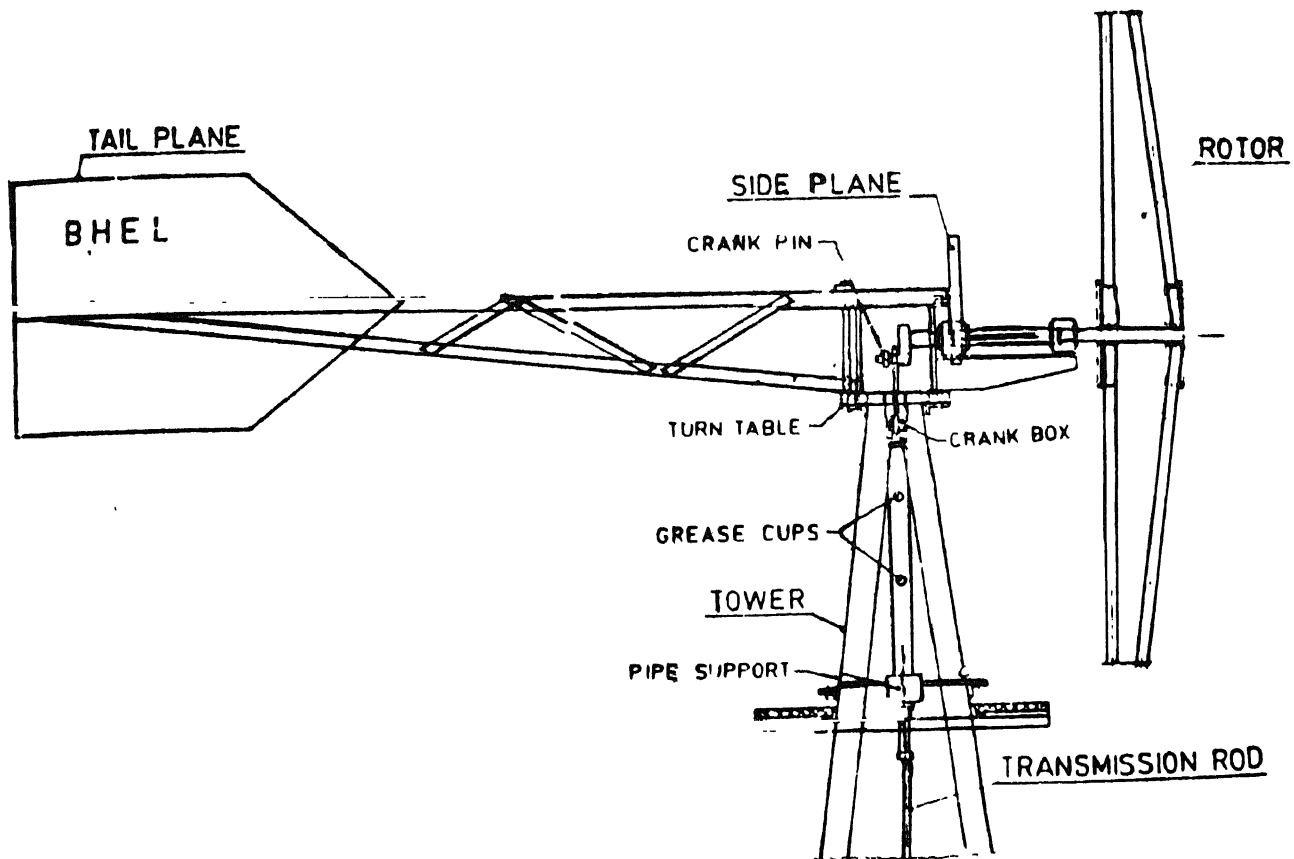 TAIL PLANE
ROTOR
SIDE PLANE
BHEL
CRANK PIN
TURN TABLE
CRANK BOX
GREASE CUPS
TOWER
PIPE SUPPORT
TRANSMISSION ROD